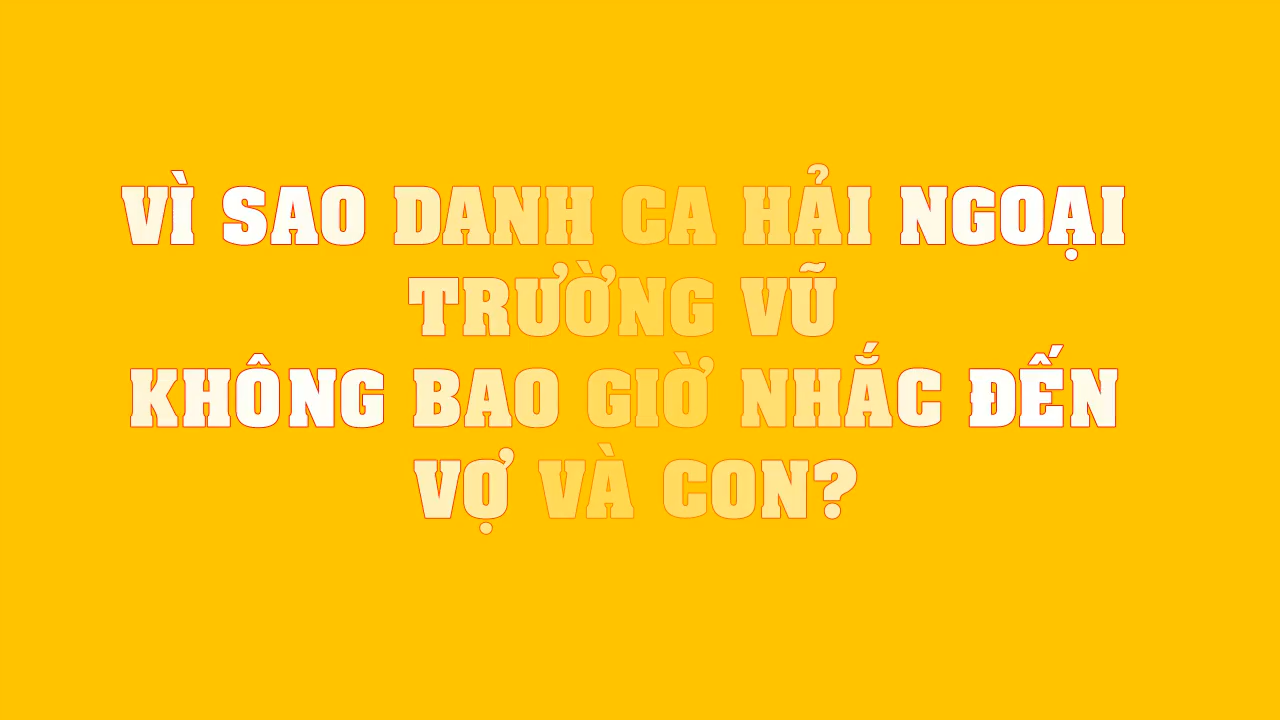 VÌ SAO DANH CA HẢI NGOẠI
TRƯỜNG VŨ
KHÔNG BAO GIỜ NHẮC ĐẾN
VỢ VÀ CON?